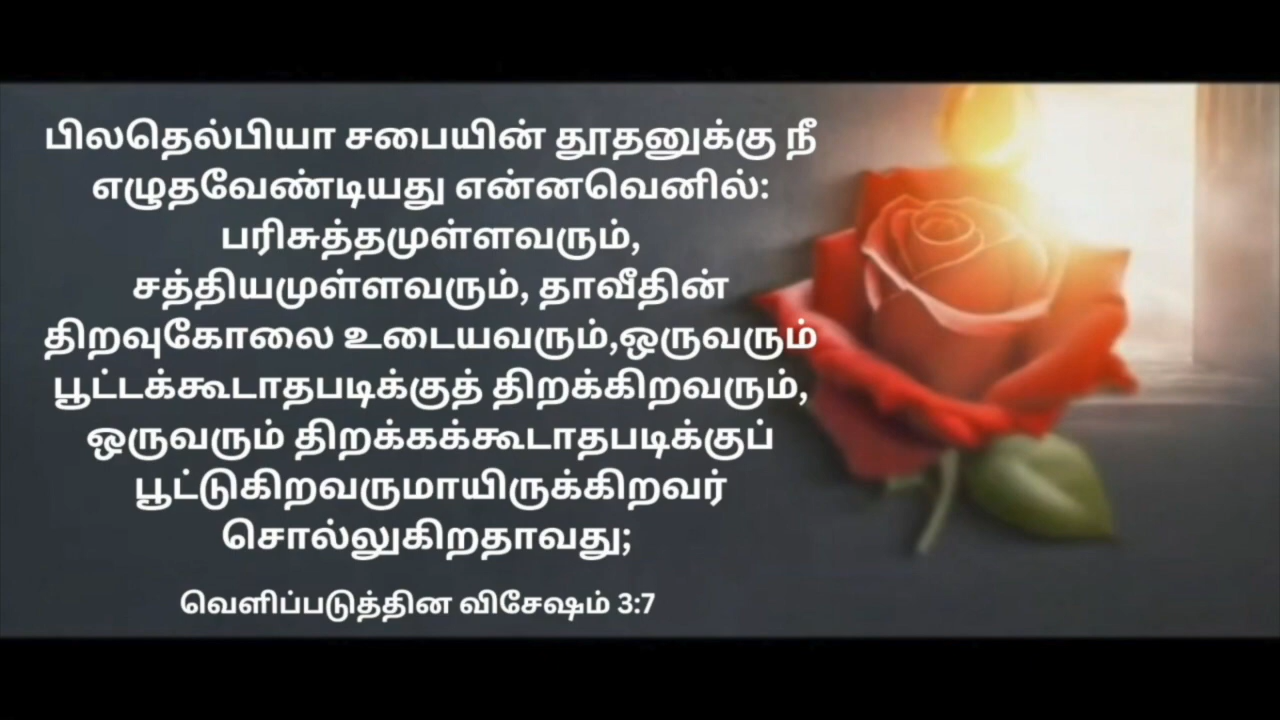 பிலதெல்பியா சபையின் தூதனுக்கு நீ
எழுதவேண்டியது என்னவெனில்:
பரிசுத்தமுள்ளவரும்,
சத்தியமுள்ளவரும், தாவீதின்
திறவுகோலை உடையவரும்,ஒருவரும்
பூட்டக்கூடாதபடிக்குத் திறக்கிறவரும்,
ஒருவரும் திறக்கக்கூடாதபடிக்குப்
பூட்டுகிறவருமாயிருக்கிறவர்
சொல்லுகிறதாவது;
வெளிப்படுத்தின விசேஷம் 3:7